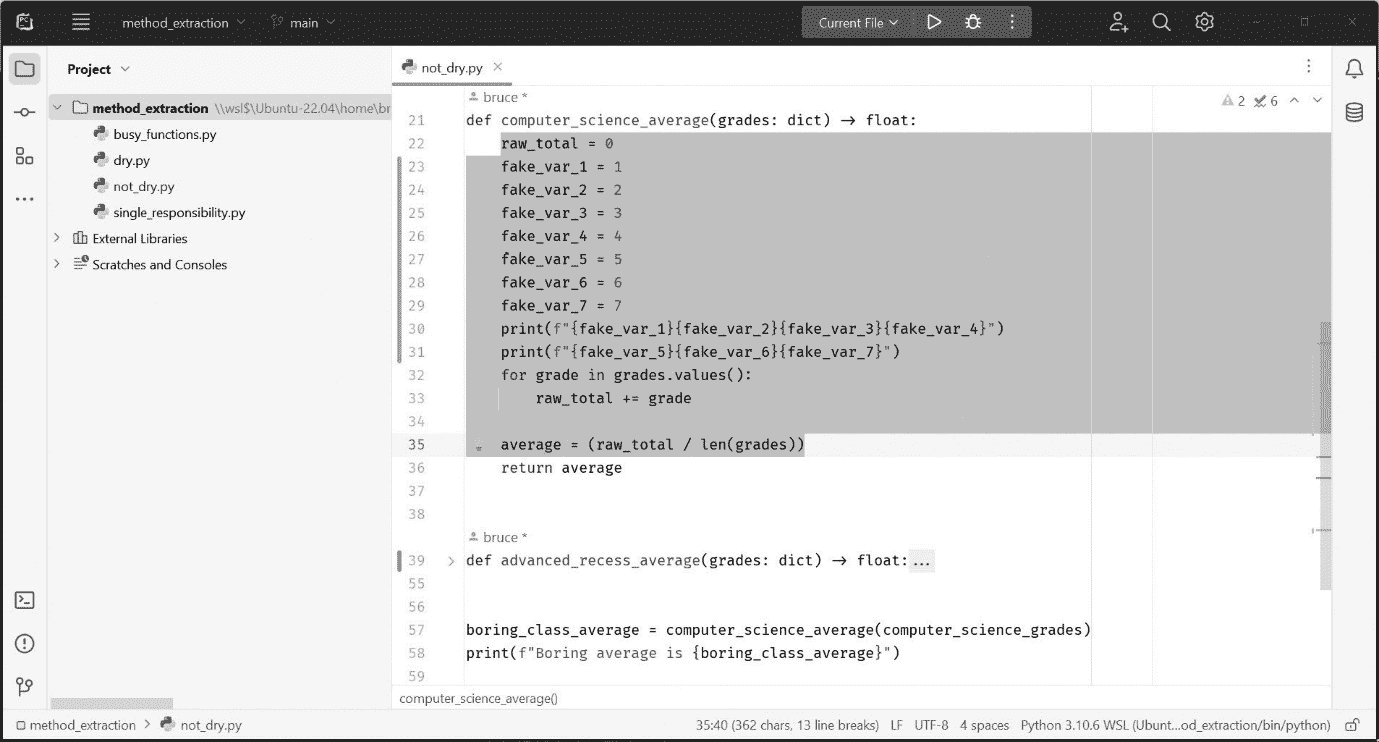 PC
method_extraction
main
Current File
Project
not_dry.py
method_extraction \\wsl$\Ubuntu-22.04\home\br
busy_functions.py
dry.py
not_dry.py
single_responsibility.py
External Libraries
Scratches and Consoles
bruce *
2 6
21 def computer_science_average(grades: dict) → float:
22 raw_total = 0
23 fake_var_1 = 1
24 fake_var_2 = 2
25 fake_var_3 = 3
26 fake_var_4 = 4
27 fake_var_5 = 5
28 fake_var_6 = 6
29 fake_var_7 = 7
30 print(f"{fake_var_1}{fake_var_2}{fake_var_3}{fake_var_4}")
31 print(f"{fake_var_5}{fake_var_6}{fake_var_7}")
32 for grade in grades.values():
33 raw_total += grade
34
35 average = (raw_total / len(grades))
36 return average
37
38
bruce *
39 def advanced_recess_average(grades: dict) → float:...
55
56
57 boring_class_average = computer_science_average(computer_science_grades)
58 print(f"Boring average is {boring_class_average}")
59
computer_science_average()
method_extraction > not_dry.py
35:40 (362 chars, 13 line breaks) LF UTF-8 4 spaces Python 3.10.6 WSL (Ubunt...od_extraction/bin/python)